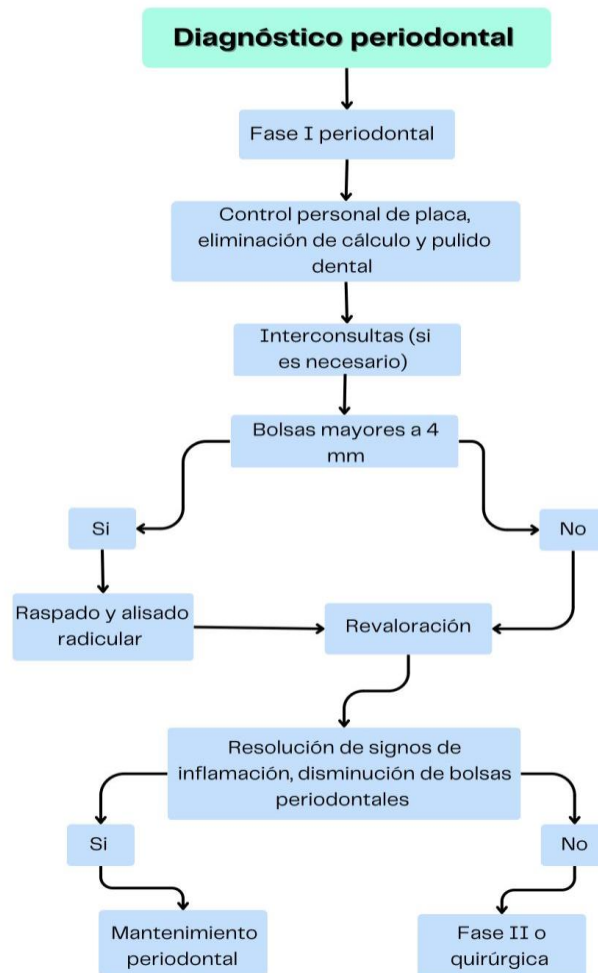 Diagnóstico periodontal
Fase I periodontal
Control personal de placa,
eliminación de cálculo y pulido
dental
Interconsultas (si
es necesario)
Bolsas mayores a 4
mm
Si
No
Raspado y alisado
radicular
Revaloración
Resolución de signos de
inflamación, disminución de bolsas
periodontales
Si
No
Mantenimiento
periodontal
Fase II o
quirúrgica